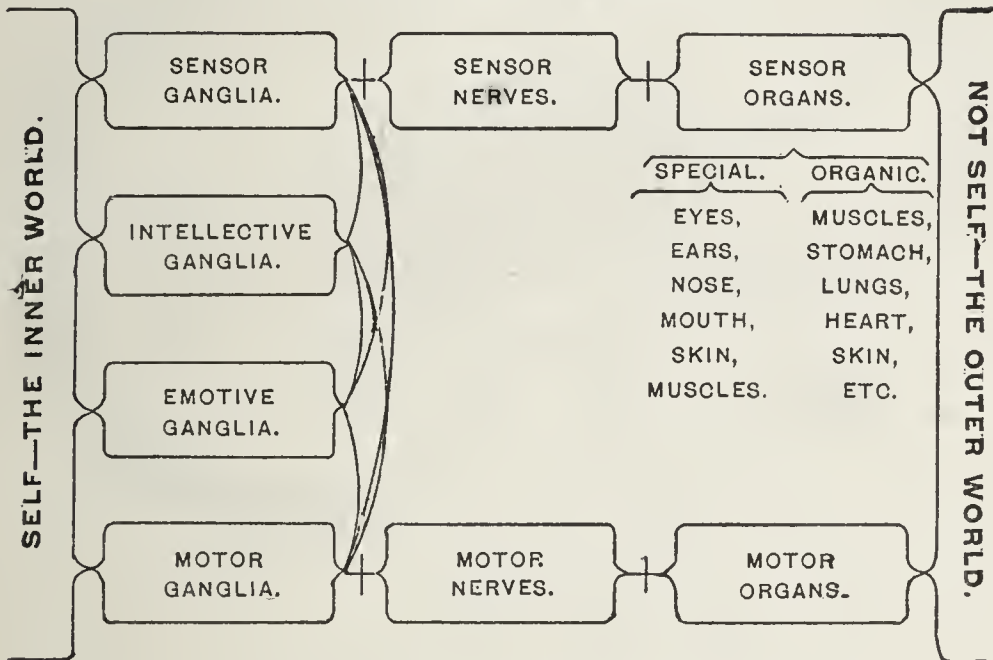 SELF—THE INNER WORLD.
SENSOR
GANGLIA.
SENSOR
NERVES.
SENSOR
ORGANS.
SPECIAL.
EYES,
EARS,
NOSE,
MOUTH,
SKIN,
MUSCLES.
ORGANIC.
MUSCLES,
STOMACH,
LUNGS,
HEART,
SKIN,
ETC.
INTELLECTIVE
GANGLIA.
EMOTIVE
GANGLIA.
MOTOR
GANGLIA.
MOTOR
NERVES.
MOTOR
ORGANS.
NOT SELF—THE OUTER WORLD.